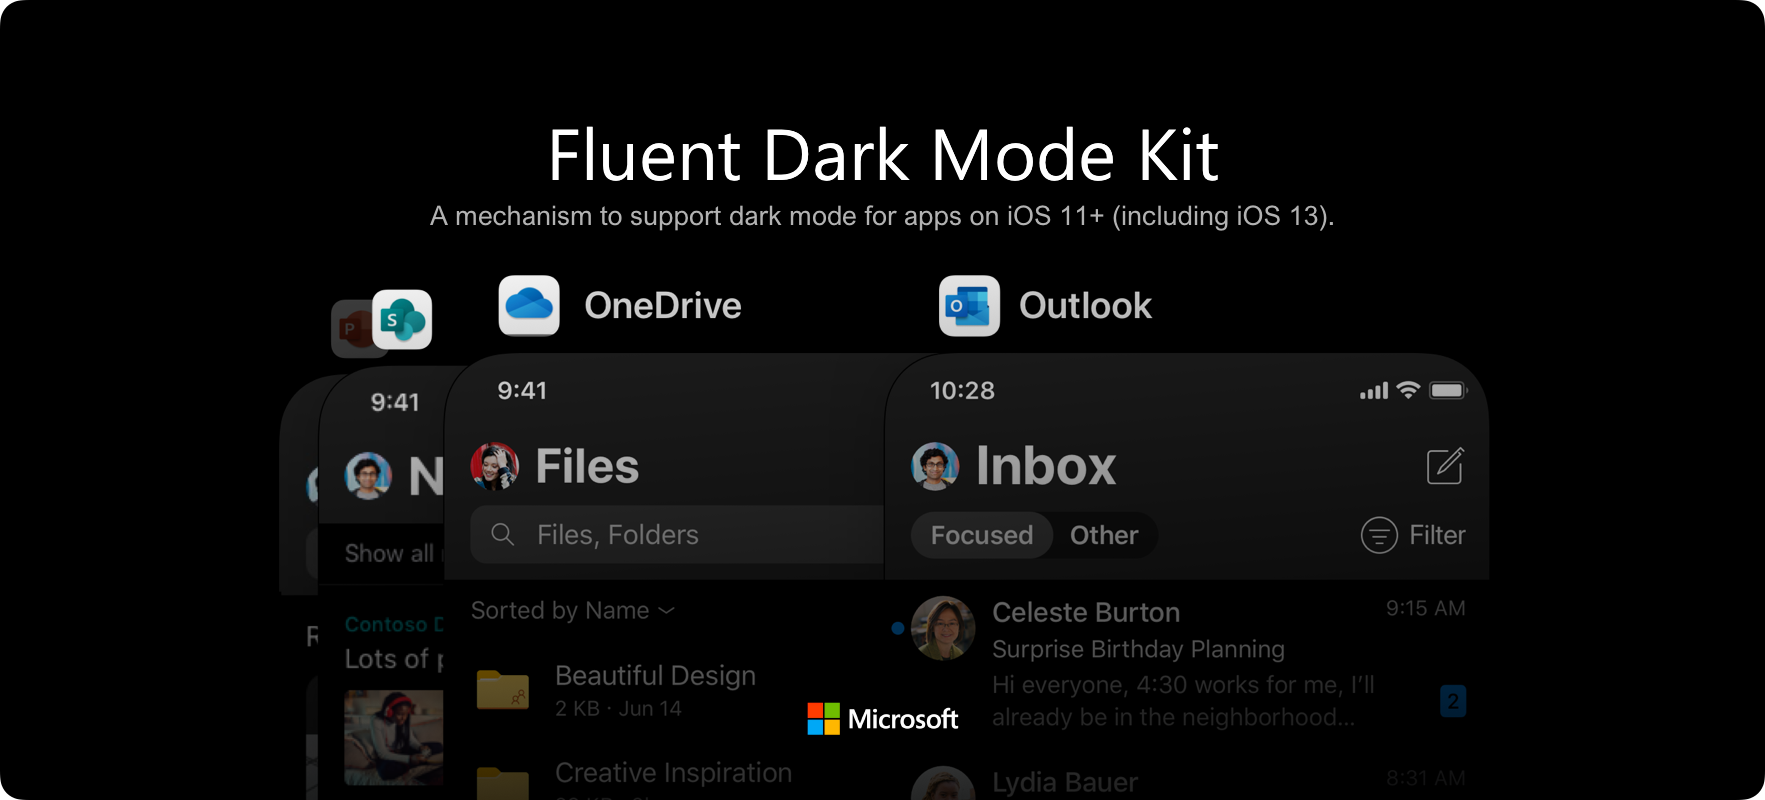 Fluent Dark Mode Kit
A mechanism to support dark mode for apps on iOS 11+ (including iOS 13).
P
S
OneDrive
O
Outlook
9:41
9:41
10:28
N
Files
Inbox
Show all
Files, Folders
Focused
Other
Filter
Sorted by Name
R
Contoso D
Lots of p
Beautiful Design
2 KB · Jun 14
Creative Inspiration
Celeste Burton
9:15 AM
Surprise Birthday Planning
Hi everyone, 4:30 works for me, I'll
already be in the neighborhood...
2
Lydia Bauer
8:31 AM
Microsoft